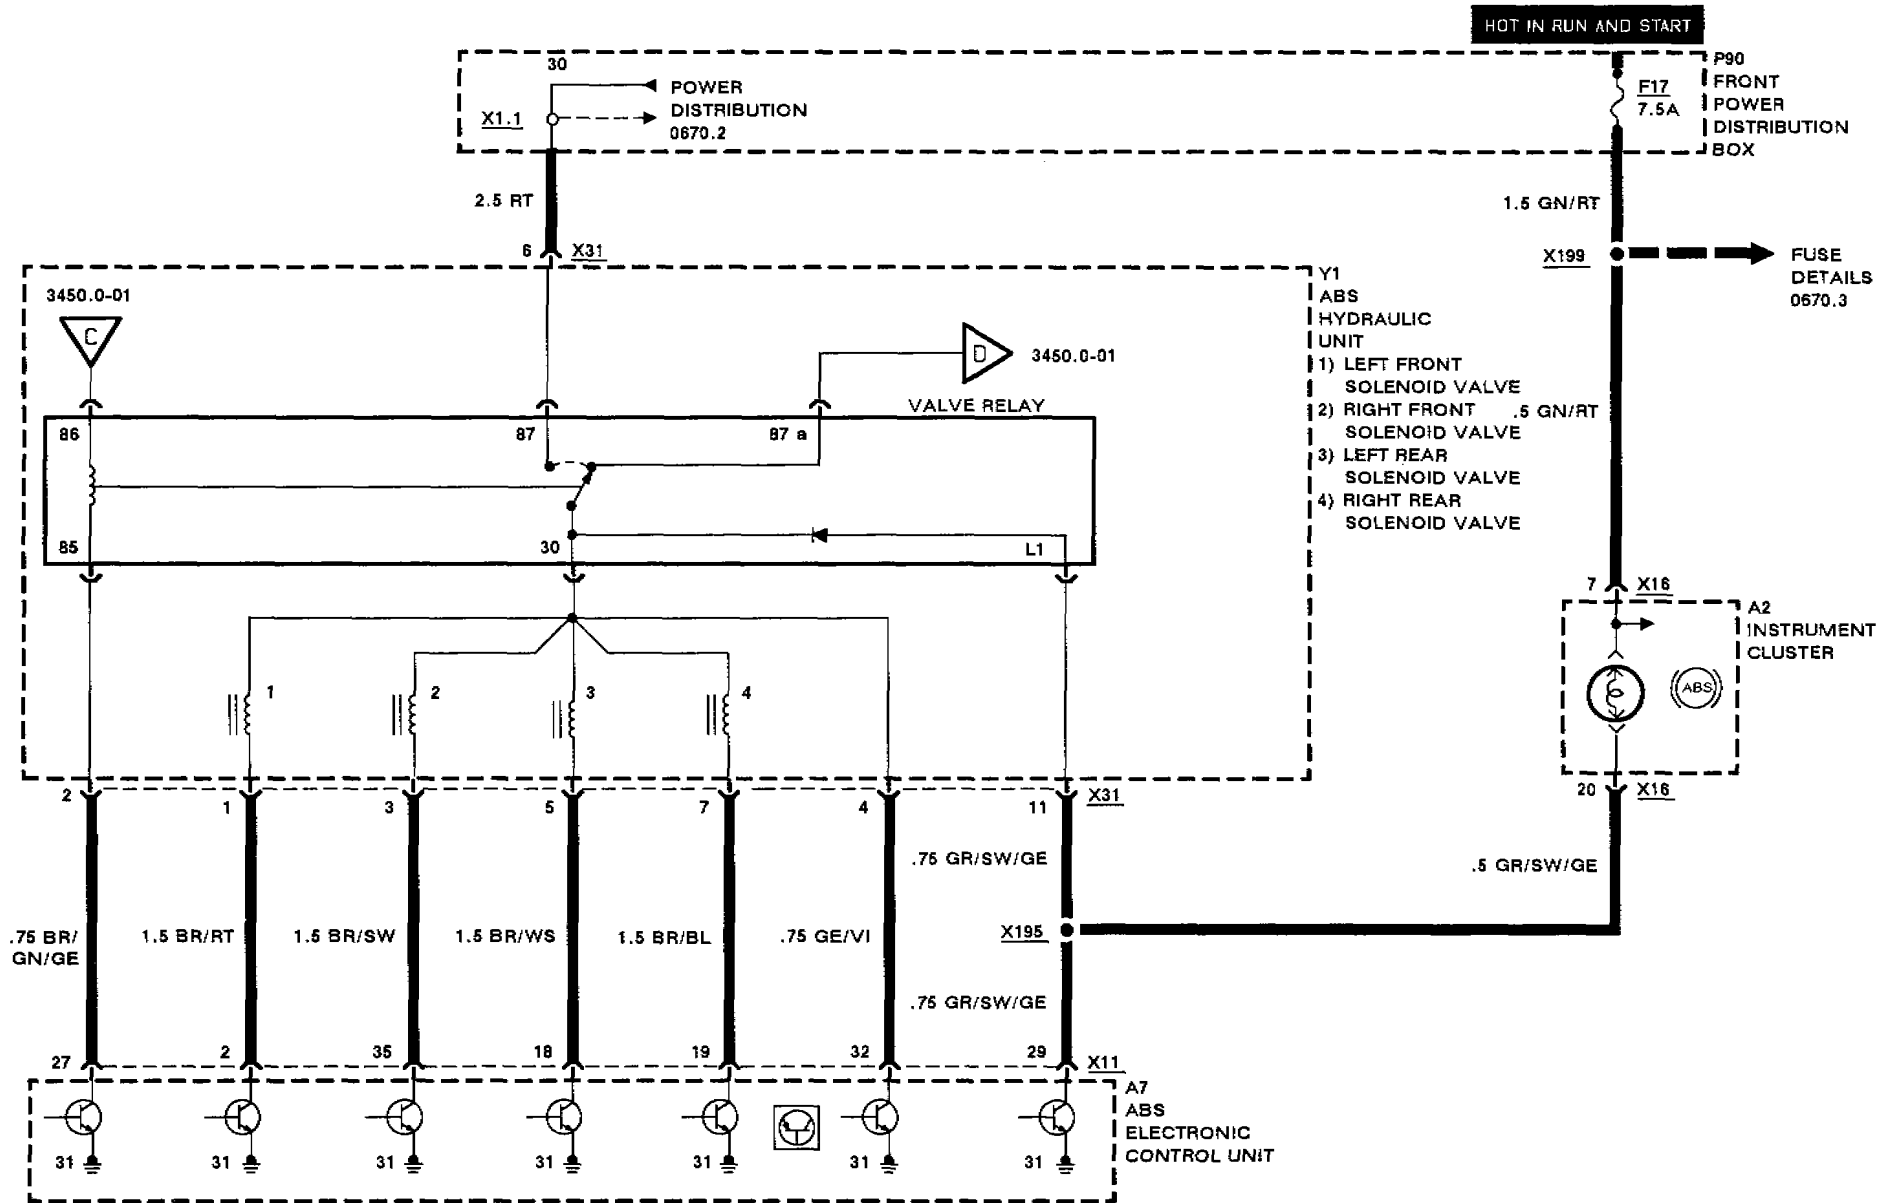 HOT IN RUN AND START
30
POWER
DISTRIBUTION
0670.2
X1.1
F17
7.5A
P90
FRONT
POWER
DISTRIBUTION
BOX
2.5 RT
1.5 GN/RT
6 X31
X199
FUSE
DETAILS
0670.3
3450.0-01
C
D
3450.0-01
Y1
ABS
HYDRAULIC
UNIT
1) LEFT FRONT
SOLENOID VALVE
2) RIGHT FRONT
SOLENOID VALVE
3) LEFT REAR
SOLENOID VALVE
4) RIGHT REAR
SOLENOID VALVE
.5 GN/RT
VALVE RELAY
86 87 87 a
85 30 L1
7 X16
A2
INSTRUMENT
CLUSTER
ABS
1 2 3 4
20 X16
2 1 3 5 7 4 11 X31
.75 GR/SW/GE
.5 GR/SW/GE
.75 BR/
GN/GE
1.5 BR/RT
1.5 BR/SW
1.5 BR/WS
1.5 BR/BL
.75 GE/VI
X195
.75 GR/SW/GE
27 2 35 18 19 32 29 X11
A7
ABS
ELECTRONIC
CONTROL UNIT
31 31 31 31 31 31 31